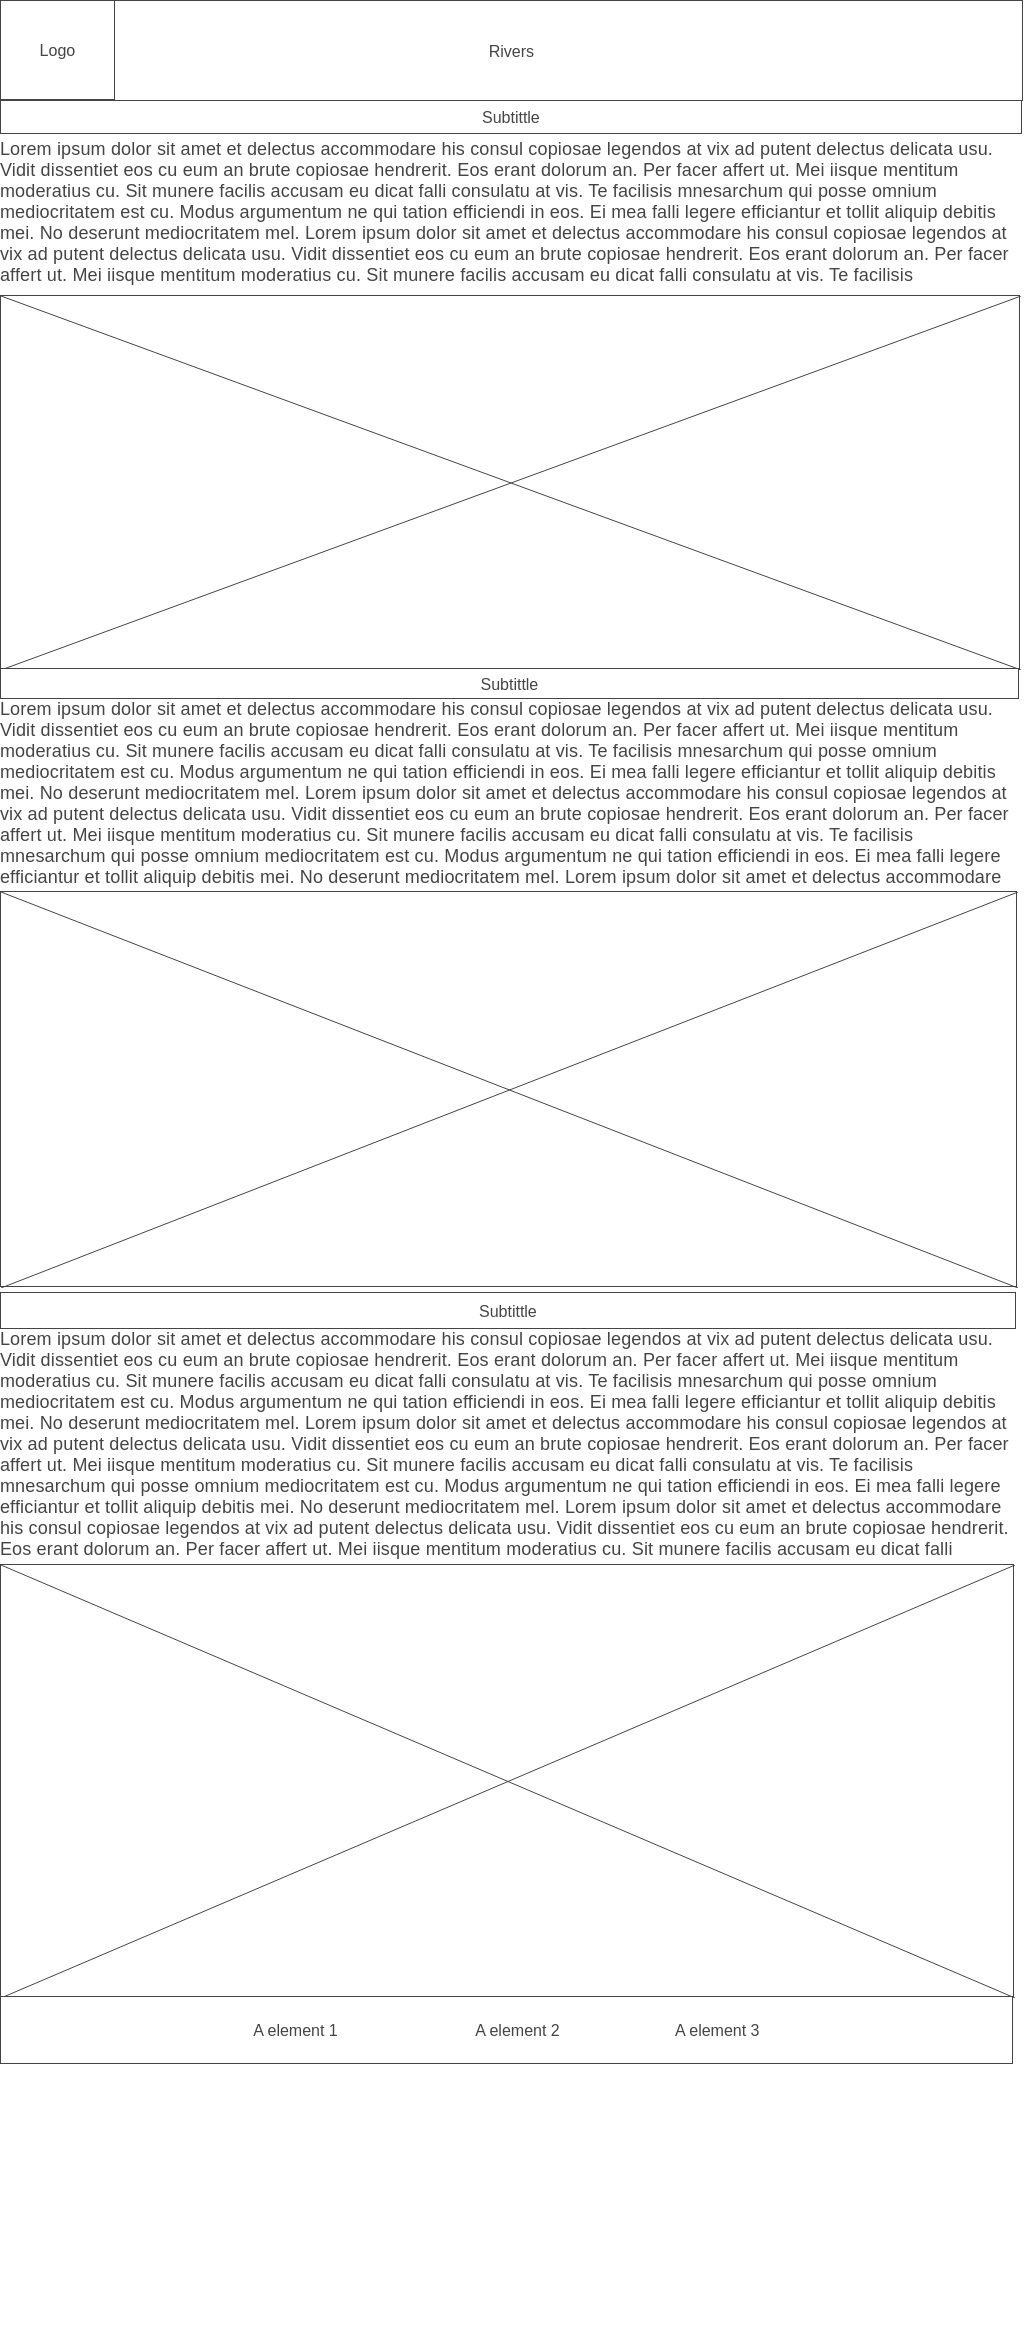 Logo
Rivers
Subtittle
Lorem ipsum dolor sit amet et delectus accommodare his consul copiosae legendos at vix ad putent delectus delicata usu.
Vidit dissentiet eos cu eum an brute copiosae hendrerit. Eos erant dolorum an. Per facer affert ut. Mei iisque mentitum
moderatius cu. Sit munere facilis accusam eu dicat falli consulatu at vis. Te facilisis mnesarchum qui posse omnium
mediocritatem est cu. Modus argumentum ne qui tation efficiendi in eos. Ei mea falli legere efficiantur et tollit aliquip debitis
mei. No deserunt mediocritatem mel. Lorem ipsum dolor sit amet et delectus accommodare his consul copiosae legendos at
vix ad putent delectus delicata usu. Vidit dissentiet eos cu eum an brute copiosae hendrerit. Eos erant dolorum an. Per facer
affert ut. Mei iisque mentitum moderatius cu. Sit munere facilis accusam eu dicat falli consulatu at vis. Te facilisis
Subtittle
Lorem ipsum dolor sit amet et delectus accommodare his consul copiosae legendos at vix ad putent delectus delicata usu.
Vidit dissentiet eos cu eum an brute copiosae hendrerit. Eos erant dolorum an. Per facer affert ut. Mei iisque mentitum
moderatius cu. Sit munere facilis accusam eu dicat falli consulatu at vis. Te facilisis mnesarchum qui posse omnium
mediocritatem est cu. Modus argumentum ne qui tation efficiendi in eos. Ei mea falli legere efficiantur et tollit aliquip debitis
mei. No deserunt mediocritatem mel. Lorem ipsum dolor sit amet et delectus accommodare his consul copiosae legendos at
vix ad putent delectus delicata usu. Vidit dissentiet eos cu eum an brute copiosae hendrerit. Eos erant dolorum an. Per facer
affert ut. Mei iisque mentitum moderatius cu. Sit munere facilis accusam eu dicat falli consulatu at vis. Te facilisis
mnesarchum qui posse omnium mediocritatem est cu. Modus argumentum ne qui tation efficiendi in eos. Ei mea falli legere
efficiantur et tollit aliquip debitis mei. No deserunt mediocritatem mel. Lorem ipsum dolor sit amet et delectus accommodare
Subtittle
Lorem ipsum dolor sit amet et delectus accommodare his consul copiosae legendos at vix ad putent delectus delicata usu.
Vidit dissentiet eos cu eum an brute copiosae hendrerit. Eos erant dolorum an. Per facer affert ut. Mei iisque mentitum
moderatius cu. Sit munere facilis accusam eu dicat falli consulatu at vis. Te facilisis mnesarchum qui posse omnium
mediocritatem est cu. Modus argumentum ne qui tation efficiendi in eos. Ei mea falli legere efficiantur et tollit aliquip debitis
mei. No deserunt mediocritatem mel. Lorem ipsum dolor sit amet et delectus accommodare his consul copiosae legendos at
vix ad putent delectus delicata usu. Vidit dissentiet eos cu eum an brute copiosae hendrerit. Eos erant dolorum an. Per facer
affert ut. Mei iisque mentitum moderatius cu. Sit munere facilis accusam eu dicat falli consulatu at vis. Te facilisis
mnesarchum qui posse omnium mediocritatem est cu. Modus argumentum ne qui tation efficiendi in eos. Ei mea falli legere
efficiantur et tollit aliquip debitis mei. No deserunt mediocritatem mel. Lorem ipsum dolor sit amet et delectus accommodare
his consul copiosae legendos at vix ad putent delectus delicata usu. Vidit dissentiet eos cu eum an brute copiosae hendrerit.
Eos erant dolorum an. Per facer affert ut. Mei iisque mentitum moderatius cu. Sit munere facilis accusam eu dicat falli
A element 1
A element 2
A element 3